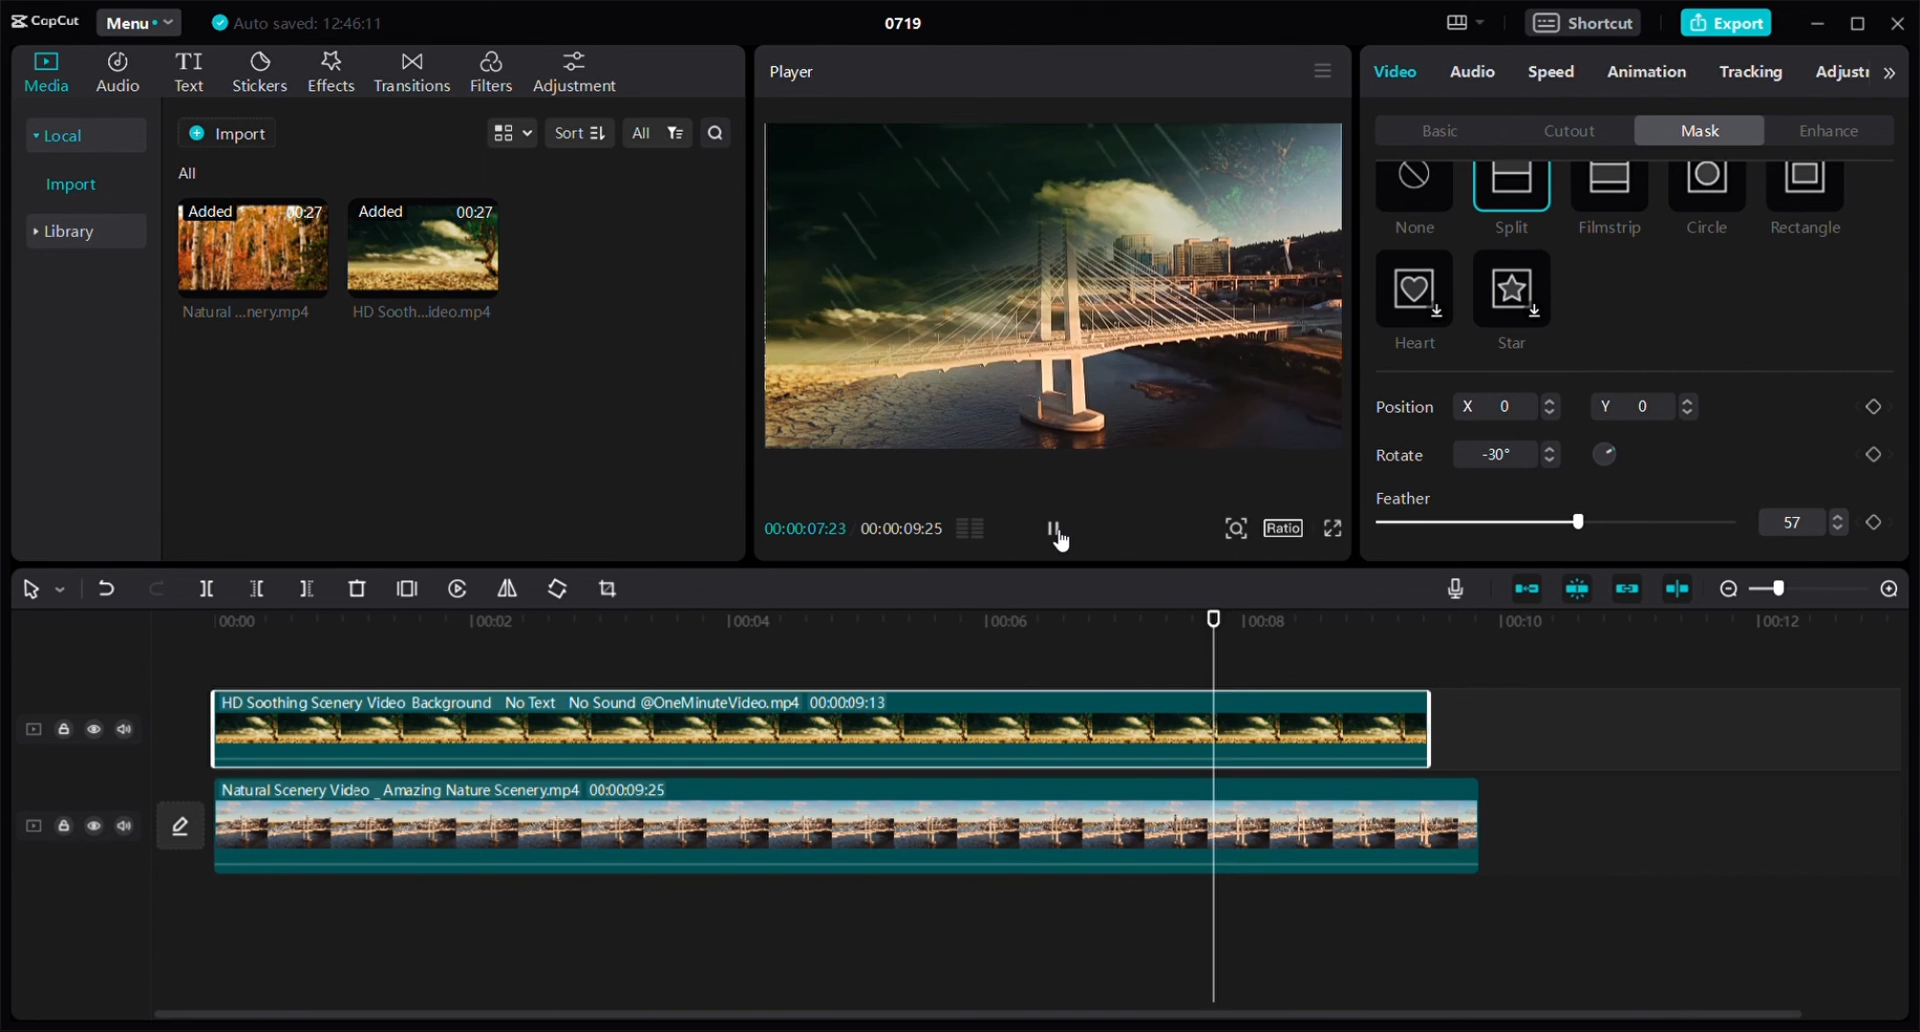 CapCut Menu Auto saved: 12:46:11 0719 Shortcut Export
Media Audio Text Stickers Effects Transitions Filters Adjustment
Player
Video Audio Speed Animation Tracking Adjustr
Local
Import
Library
Import Sort All
All
Added 00:27
Natural ...nery.mp4
Added 00:27
HD Sooth...ideo.mp4
00:00:07:23 00:00:09:25 Ratio
Basic Cutout Mask Enhance
None Split Filmstrip Circle Rectangle
Heart Star
Position X 0 Y 0
Rotate -30°
Feather
57
00:00 00:02 00:04 00:06 00:08 00:10 00:12
HD Soothing Scenery Video Background No Text No Sound @OneMinuteVideo.mp4 00:00:09:13
Natural Scenery Video _ Amazing Nature Scenery.mp4 00:00:09:25